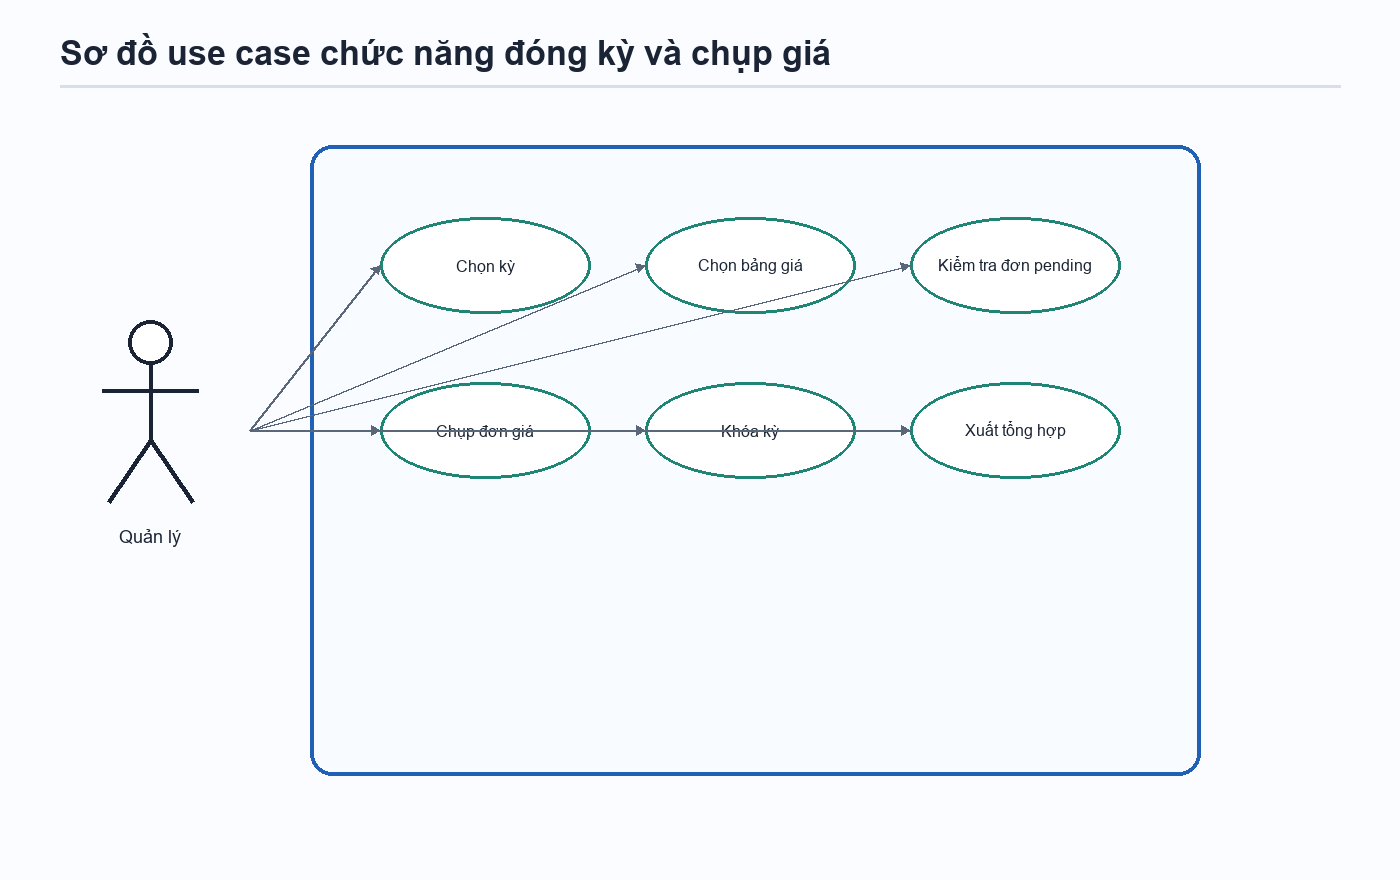 Sơ đồ use case chức năng đóng kỳ và chụp giá
Chọn kỳ
Chọn bảng giá
Kiểm tra đơn pending
Chụp đơn giá
Khóa kỳ
Xuất tổng hợp
Quản lý